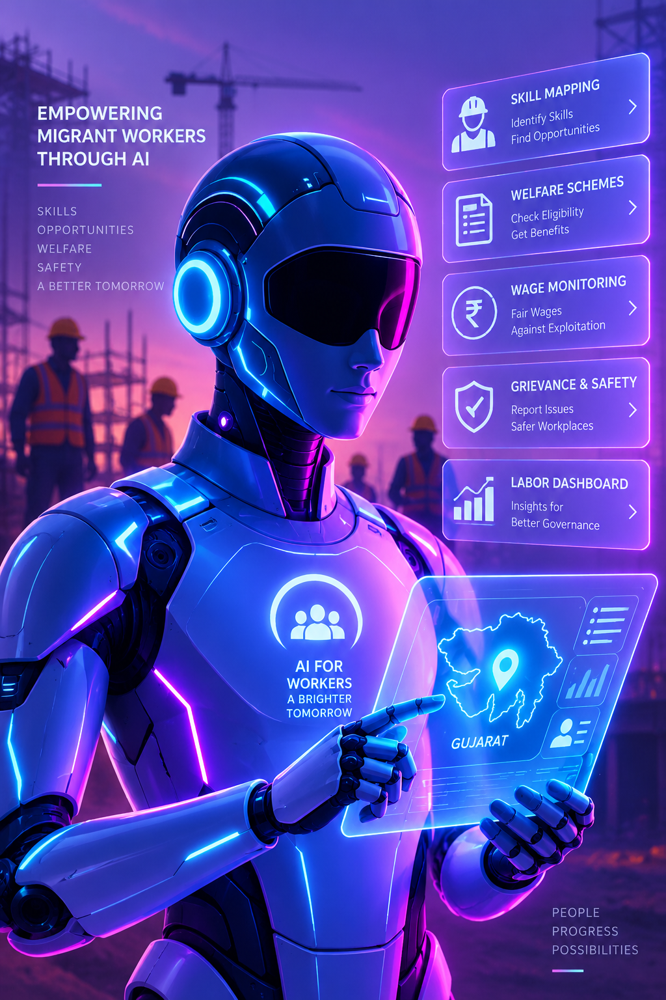 EMPOWERING
MIGRANT WORKERS
THROUGH AI
SKILLS
OPPORTUNITIES
WELFARE
SAFETY
A BETTER TOMORROW
SKILL MAPPING
Identify Skills
Find Opportunities
WELFARE SCHEMES
Check Eligibility
Get Benefits
₹
WAGE MONITORING
Fair Wages
Against Exploitation
GRIEVANCE & SAFETY
Report Issues
Safer Workplaces
LABOR DASHBOARD
Insights for
Better Governance
AI FOR
WORKERS
A BRIGHTER
TOMORROW
GUJARAT
PEOPLE
PROGRESS
POSSIBILITIES